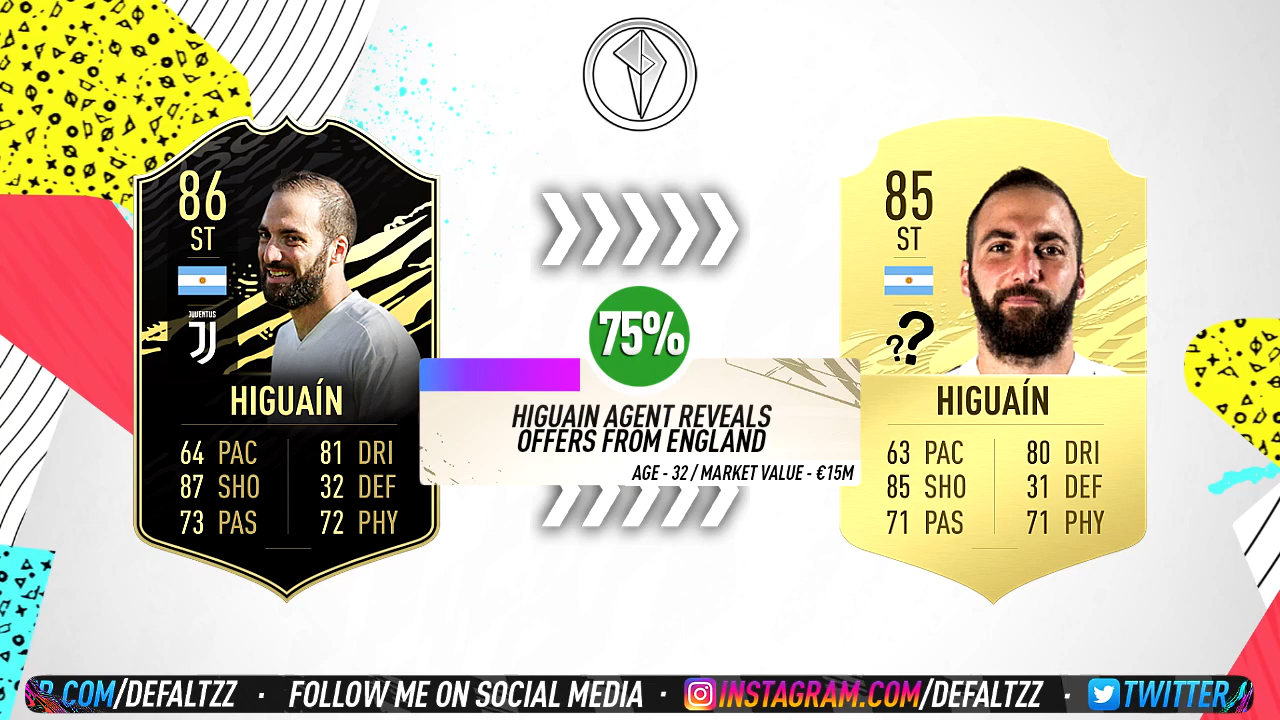 86
ST
JUVENTUS
HIGUAÍN
64 PAC 81 DRI
87 SHO 32 DEF
73 PAS 72 PHY
75%
HIGUAIN AGENT REVEALS
OFFERS FROM ENGLAND
AGE - 32 / MARKET VALUE - €15M
85
ST
??
HIGUAÍN
63 PAC 80 DRI
85 SHO 31 DEF
71 PAS 71 PHY
.COM/DEFALTZZ · FOLLOW ME ON SOCIAL MEDIA · INSTAGRAM.COM/DEFALTZZ · TWITTER